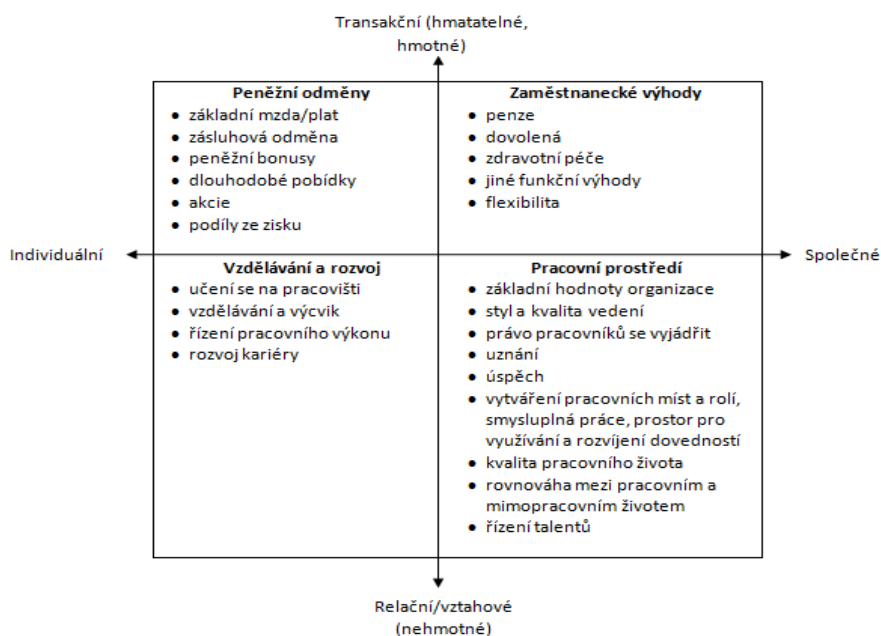 Transakční (hmatatelné,
hmotné)
Peněžní odměny
● základní mzda/plat
● zásluhová odměna
● peněžní bonusy
● dlouhodobé pobídky
● akcie
● podíly ze zisku
Zaměstnanecké výhody
● penze
● dovolená
● zdravotní péče
● jiné funkční výhody
● flexibilita
Individuální
Společné
Vzdělávání a rozvoj
● učení se na pracovišti
● vzdělávání a výcvik
● řízení pracovního výkonu
● rozvoj kariéry
Pracovní prostředí
● základní hodnoty organizace
● styl a kvalita vedení
● právo pracovníků se vyjádřit
● uznání
● úspěch
● vytváření pracovních míst a rolí,
smysluplná práce, prostor pro
využívání a rozvíjení dovedností
● kvalita pracovního života
● rovnováha mezi pracovním a
mimopracovním životem
● řízení talentů
Relační/vztahové
(nehmotné)